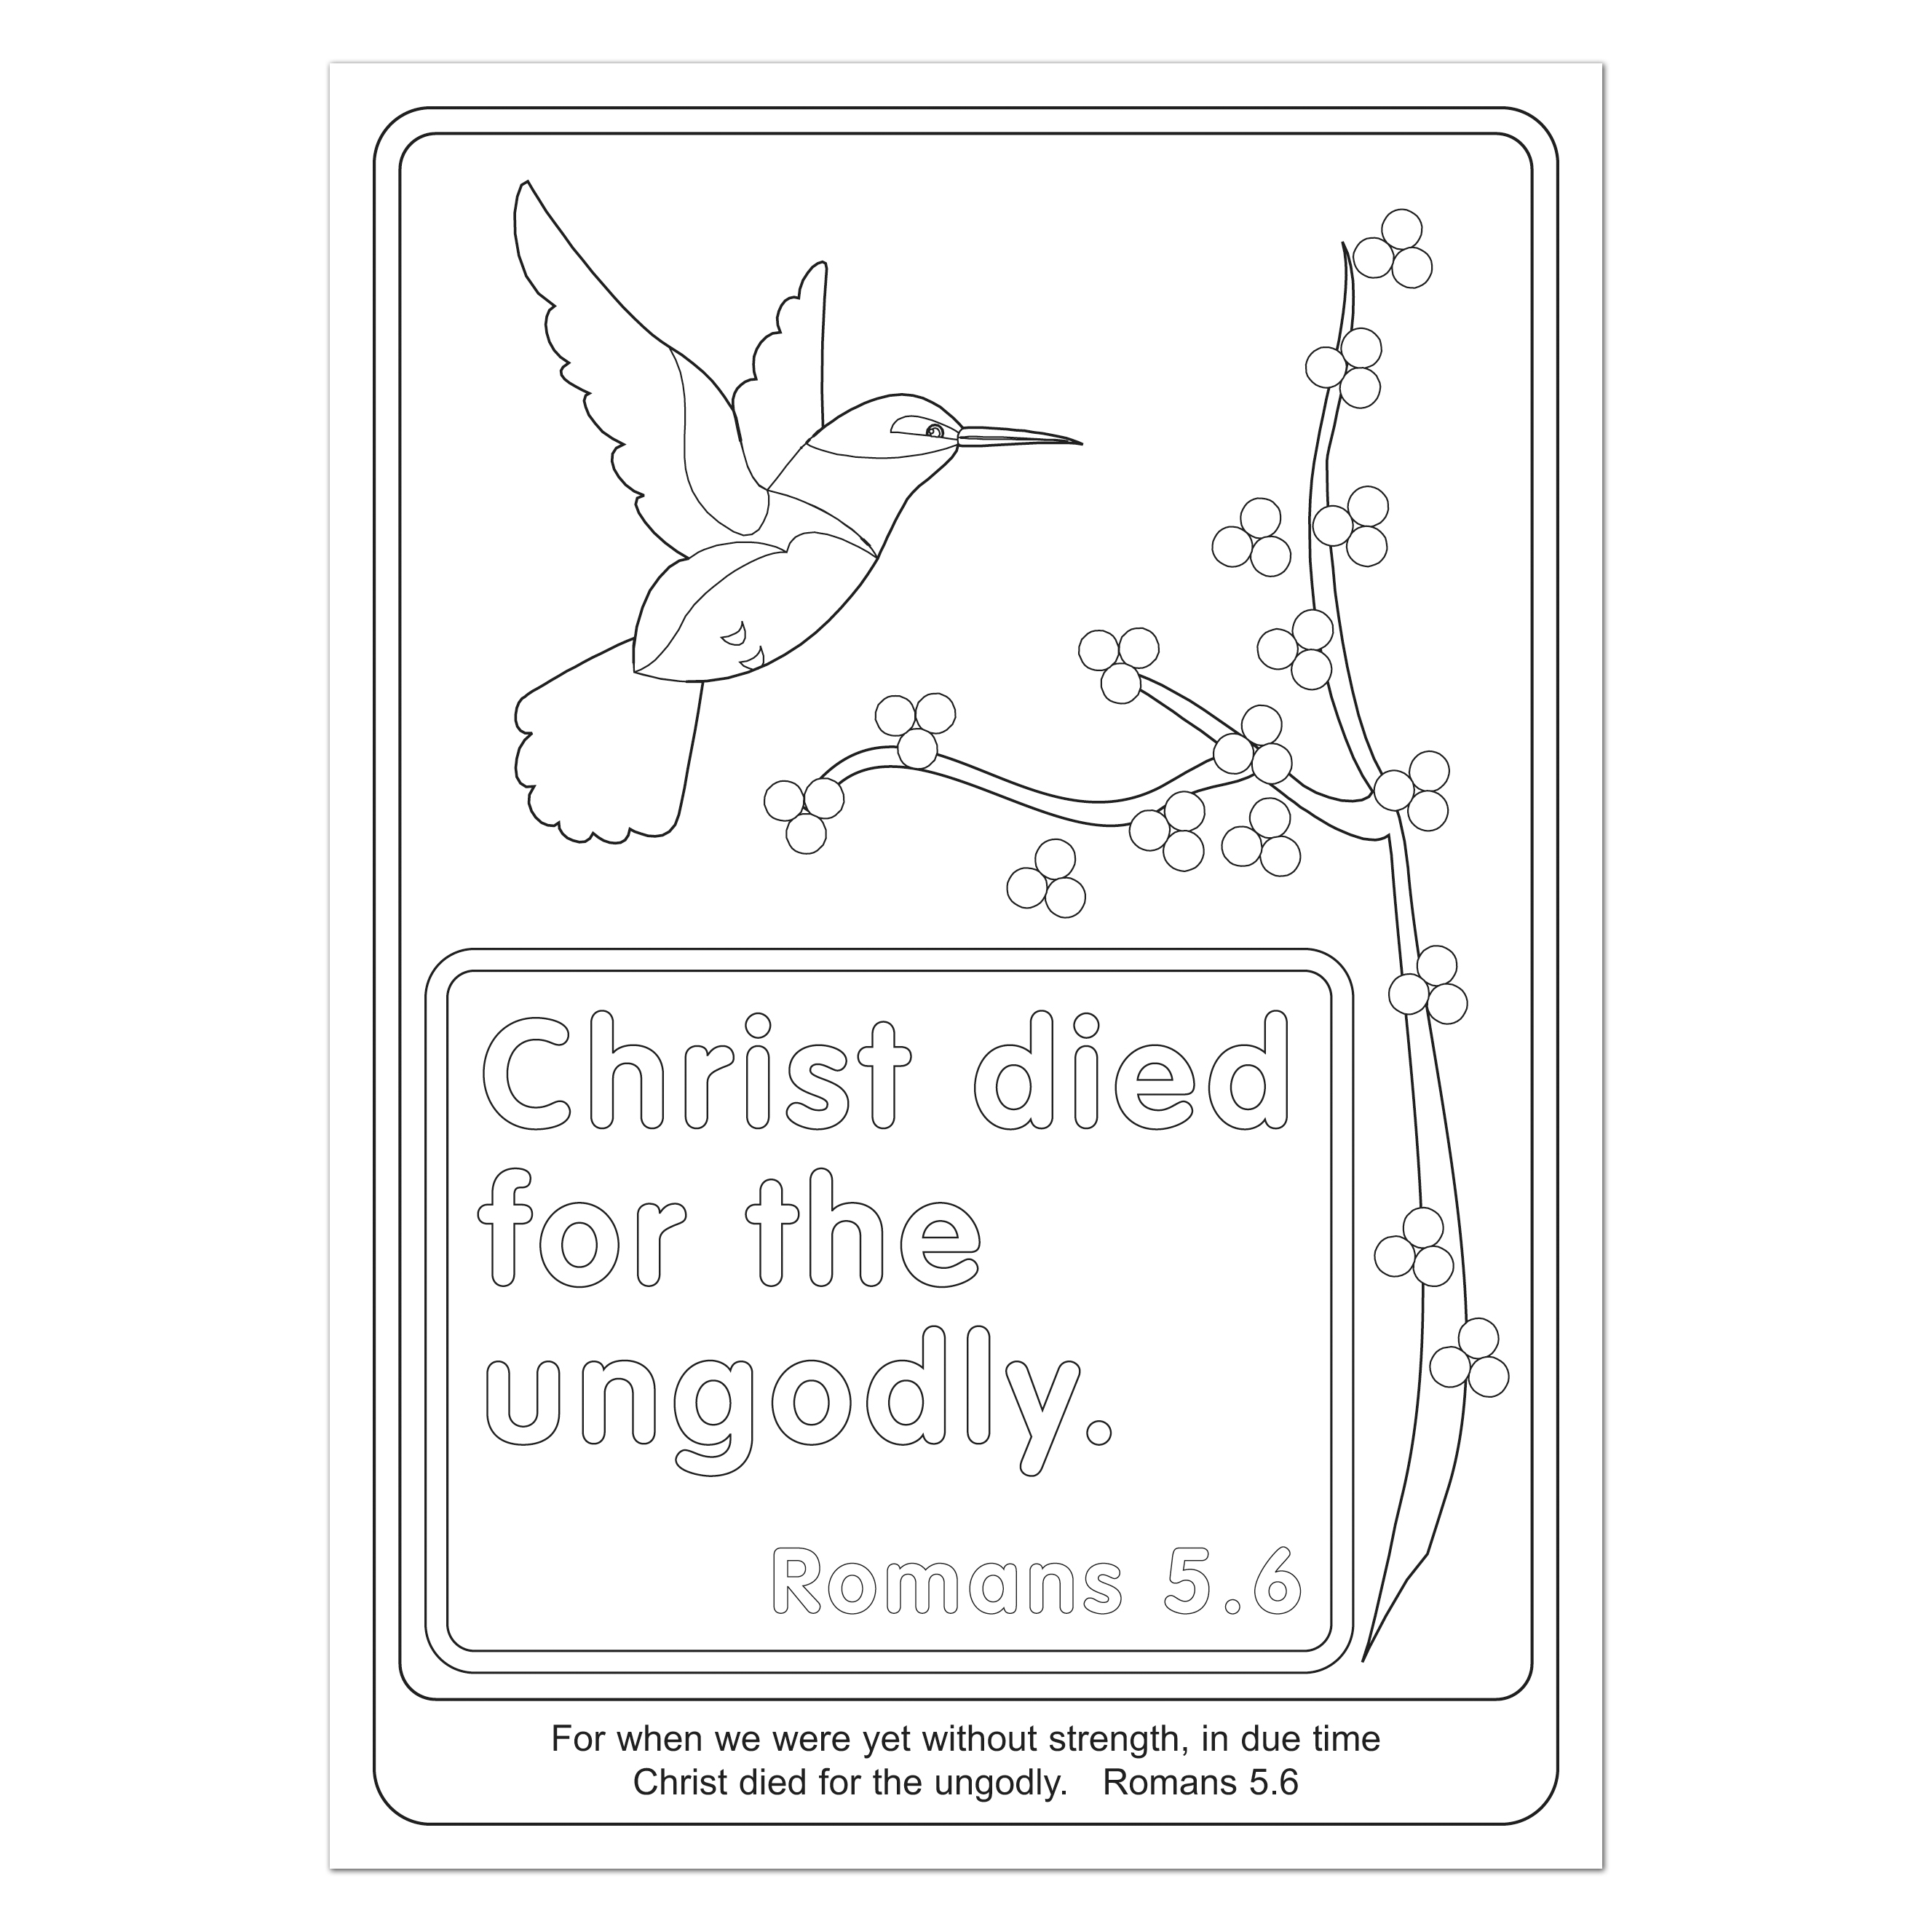 Christ died
for the
ungodly.
Romans 5.6
For when we were yet without strength, in due time
Christ died for the ungodly. Romans 5.6